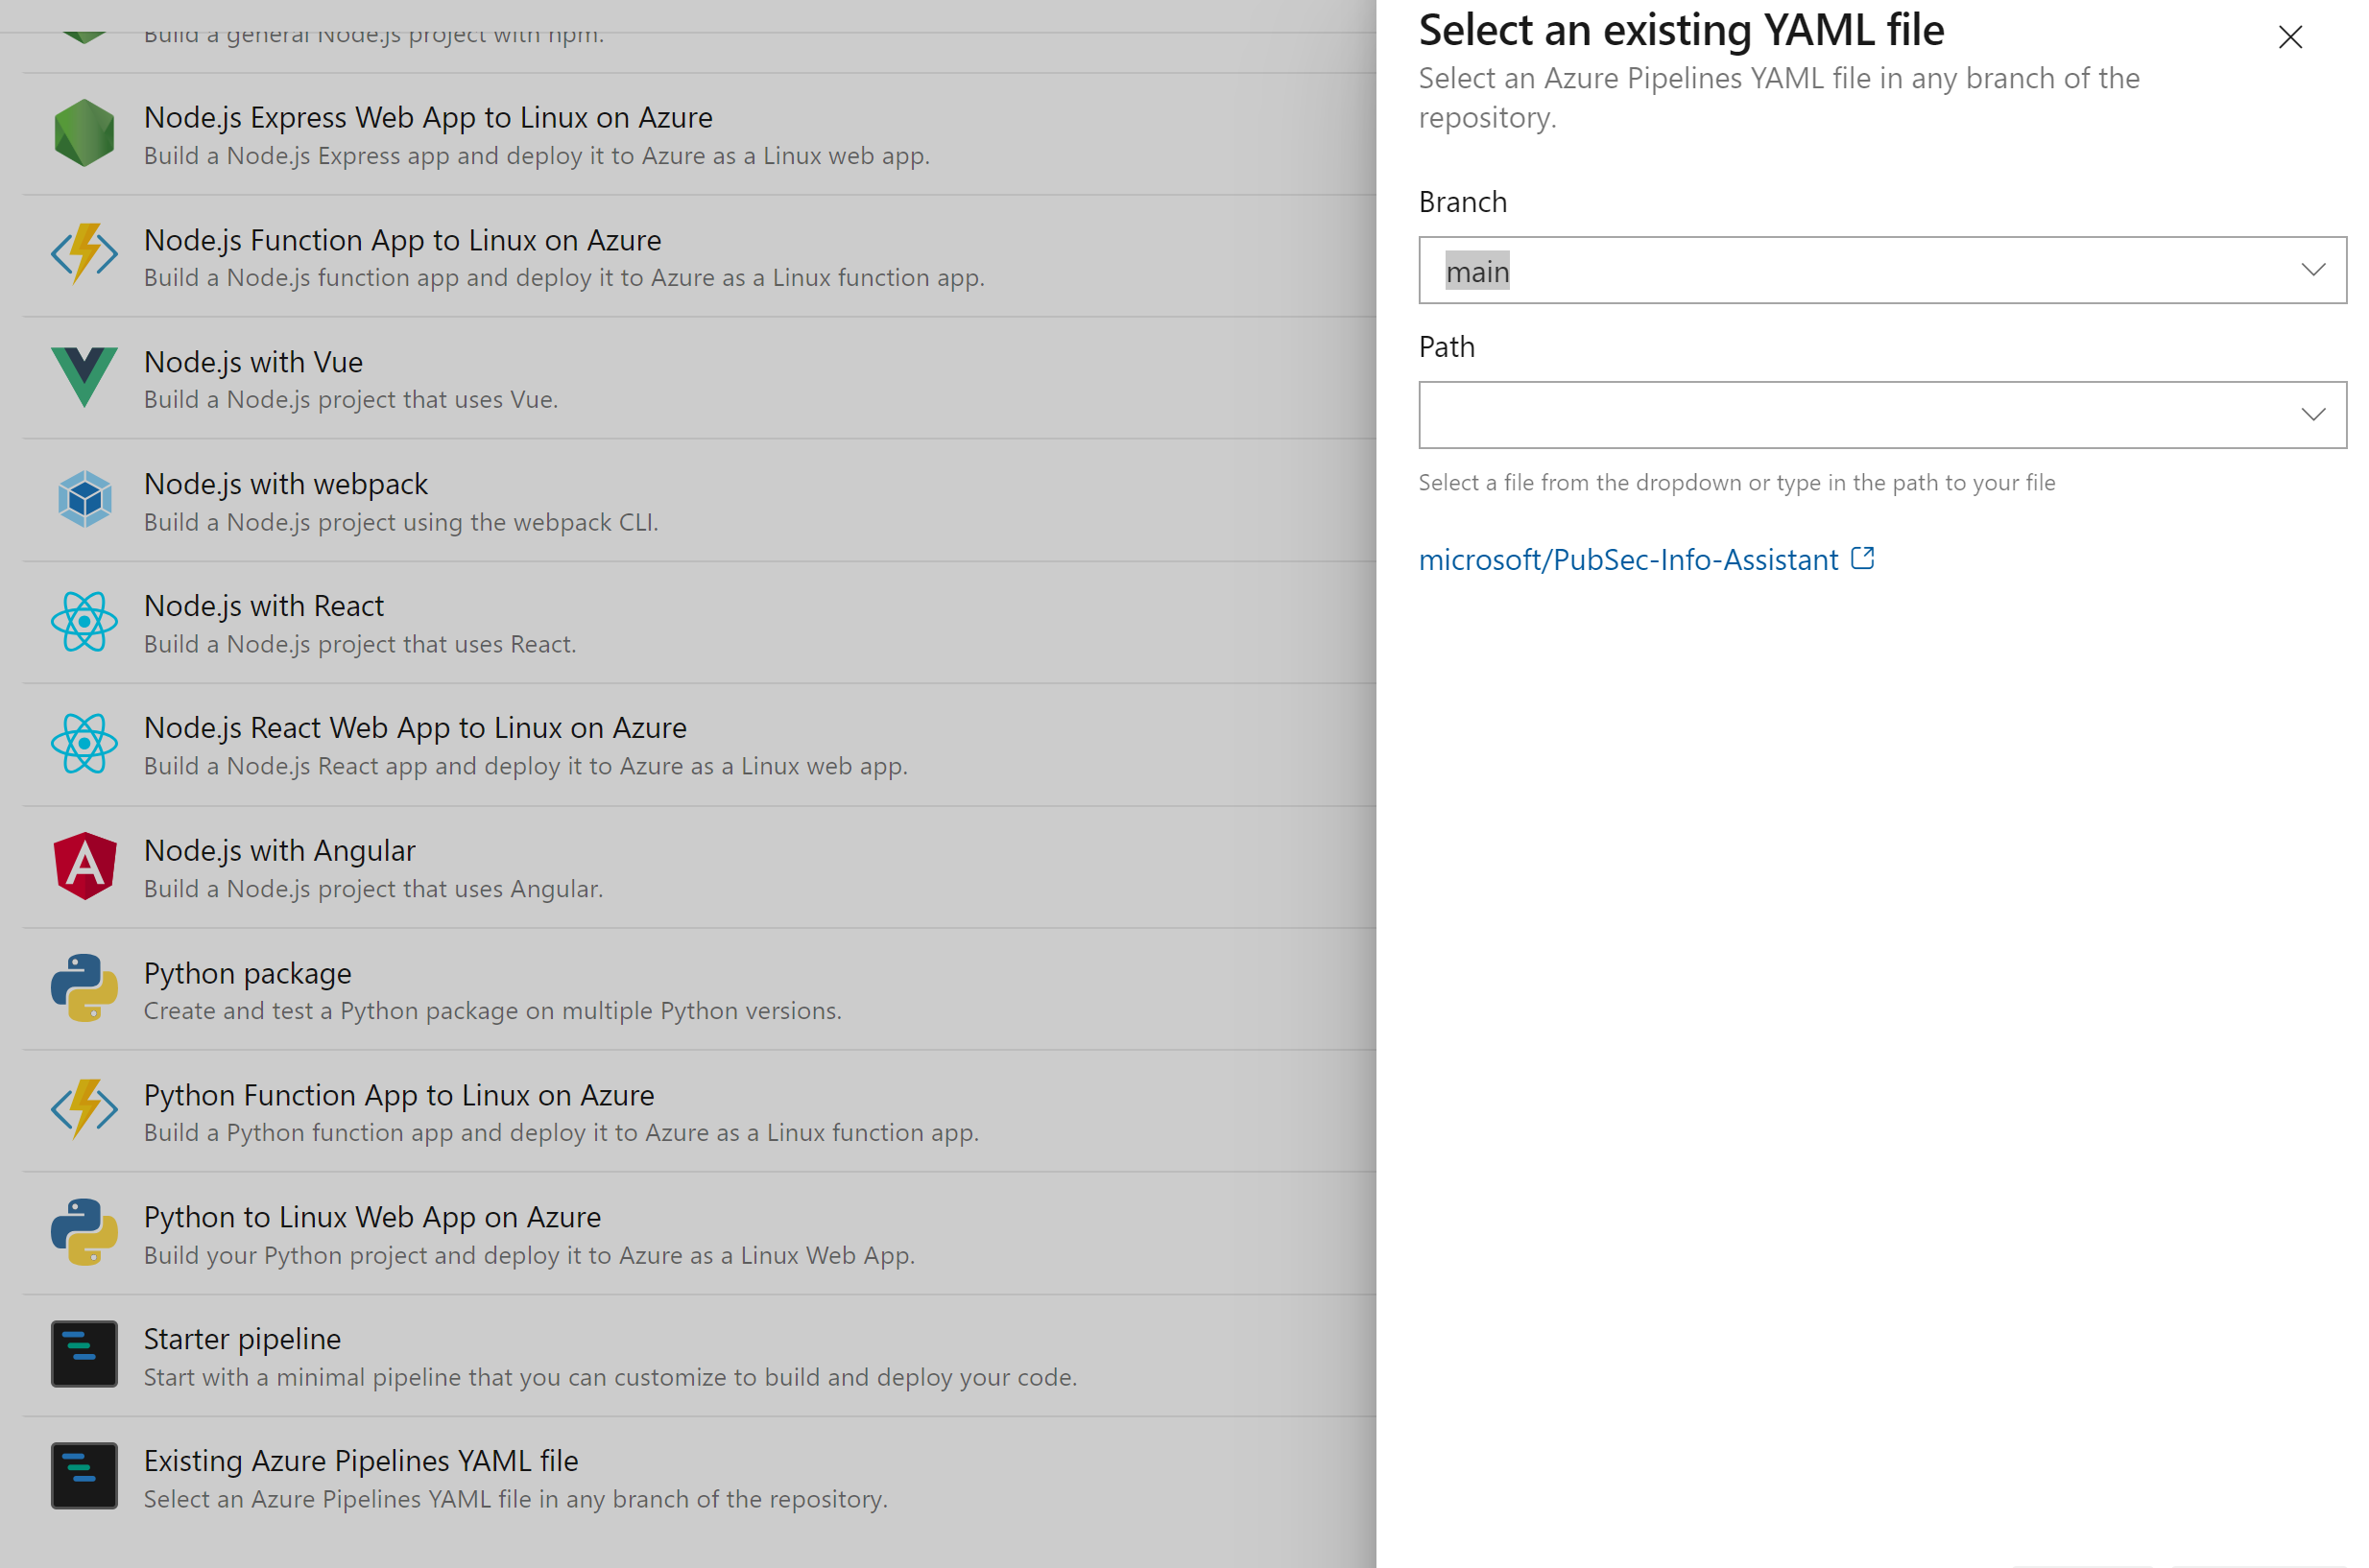 Build a general Node.js project with npm.
Node.js Express Web App to Linux on Azure
Build a Node.js Express app and deploy it to Azure as a Linux web app.
Node.js Function App to Linux on Azure
Build a Node.js function app and deploy it to Azure as a Linux function app.
Node.js with Vue
Build a Node.js project that uses Vue.
Node.js with webpack
Build a Node.js project using the webpack CLI.
Node.js with React
Build a Node.js project that uses React.
Node.js React Web App to Linux on Azure
Build a Node.js React app and deploy it to Azure as a Linux web app.
Node.js with Angular
Build a Node.js project that uses Angular.
Python package
Create and test a Python package on multiple Python versions.
Python Function App to Linux on Azure
Build a Python function app and deploy it to Azure as a Linux function app.
Python to Linux Web App on Azure
Build your Python project and deploy it to Azure as a Linux Web App.
Starter pipeline
Start with a minimal pipeline that you can customize to build and deploy your code.
Existing Azure Pipelines YAML file
Select an Azure Pipelines YAML file in any branch of the repository.
Select an existing YAML file
Select an Azure Pipelines YAML file in any branch of the
repository.
Branch
main
Path
Select a file from the dropdown or type in the path to your file
microsoft/PubSec-Info-Assistant